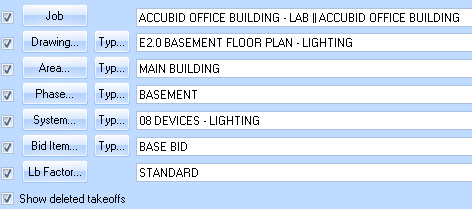 Job ACCUBID OFFICE BUILDING - LAB || ACCUBID OFFICE BUILDING
Drawing... Typ... E2.0 BASEMENT FLOOR PLAN - LIGHTING
Area... Typ... MAIN BUILDING
Phase... Typ... BASEMENT
System... Typ... 08 DEVICES - LIGHTING
Bid Item... Typ... BASE BID
Lb Factor... STANDARD
Show deleted takeoffs